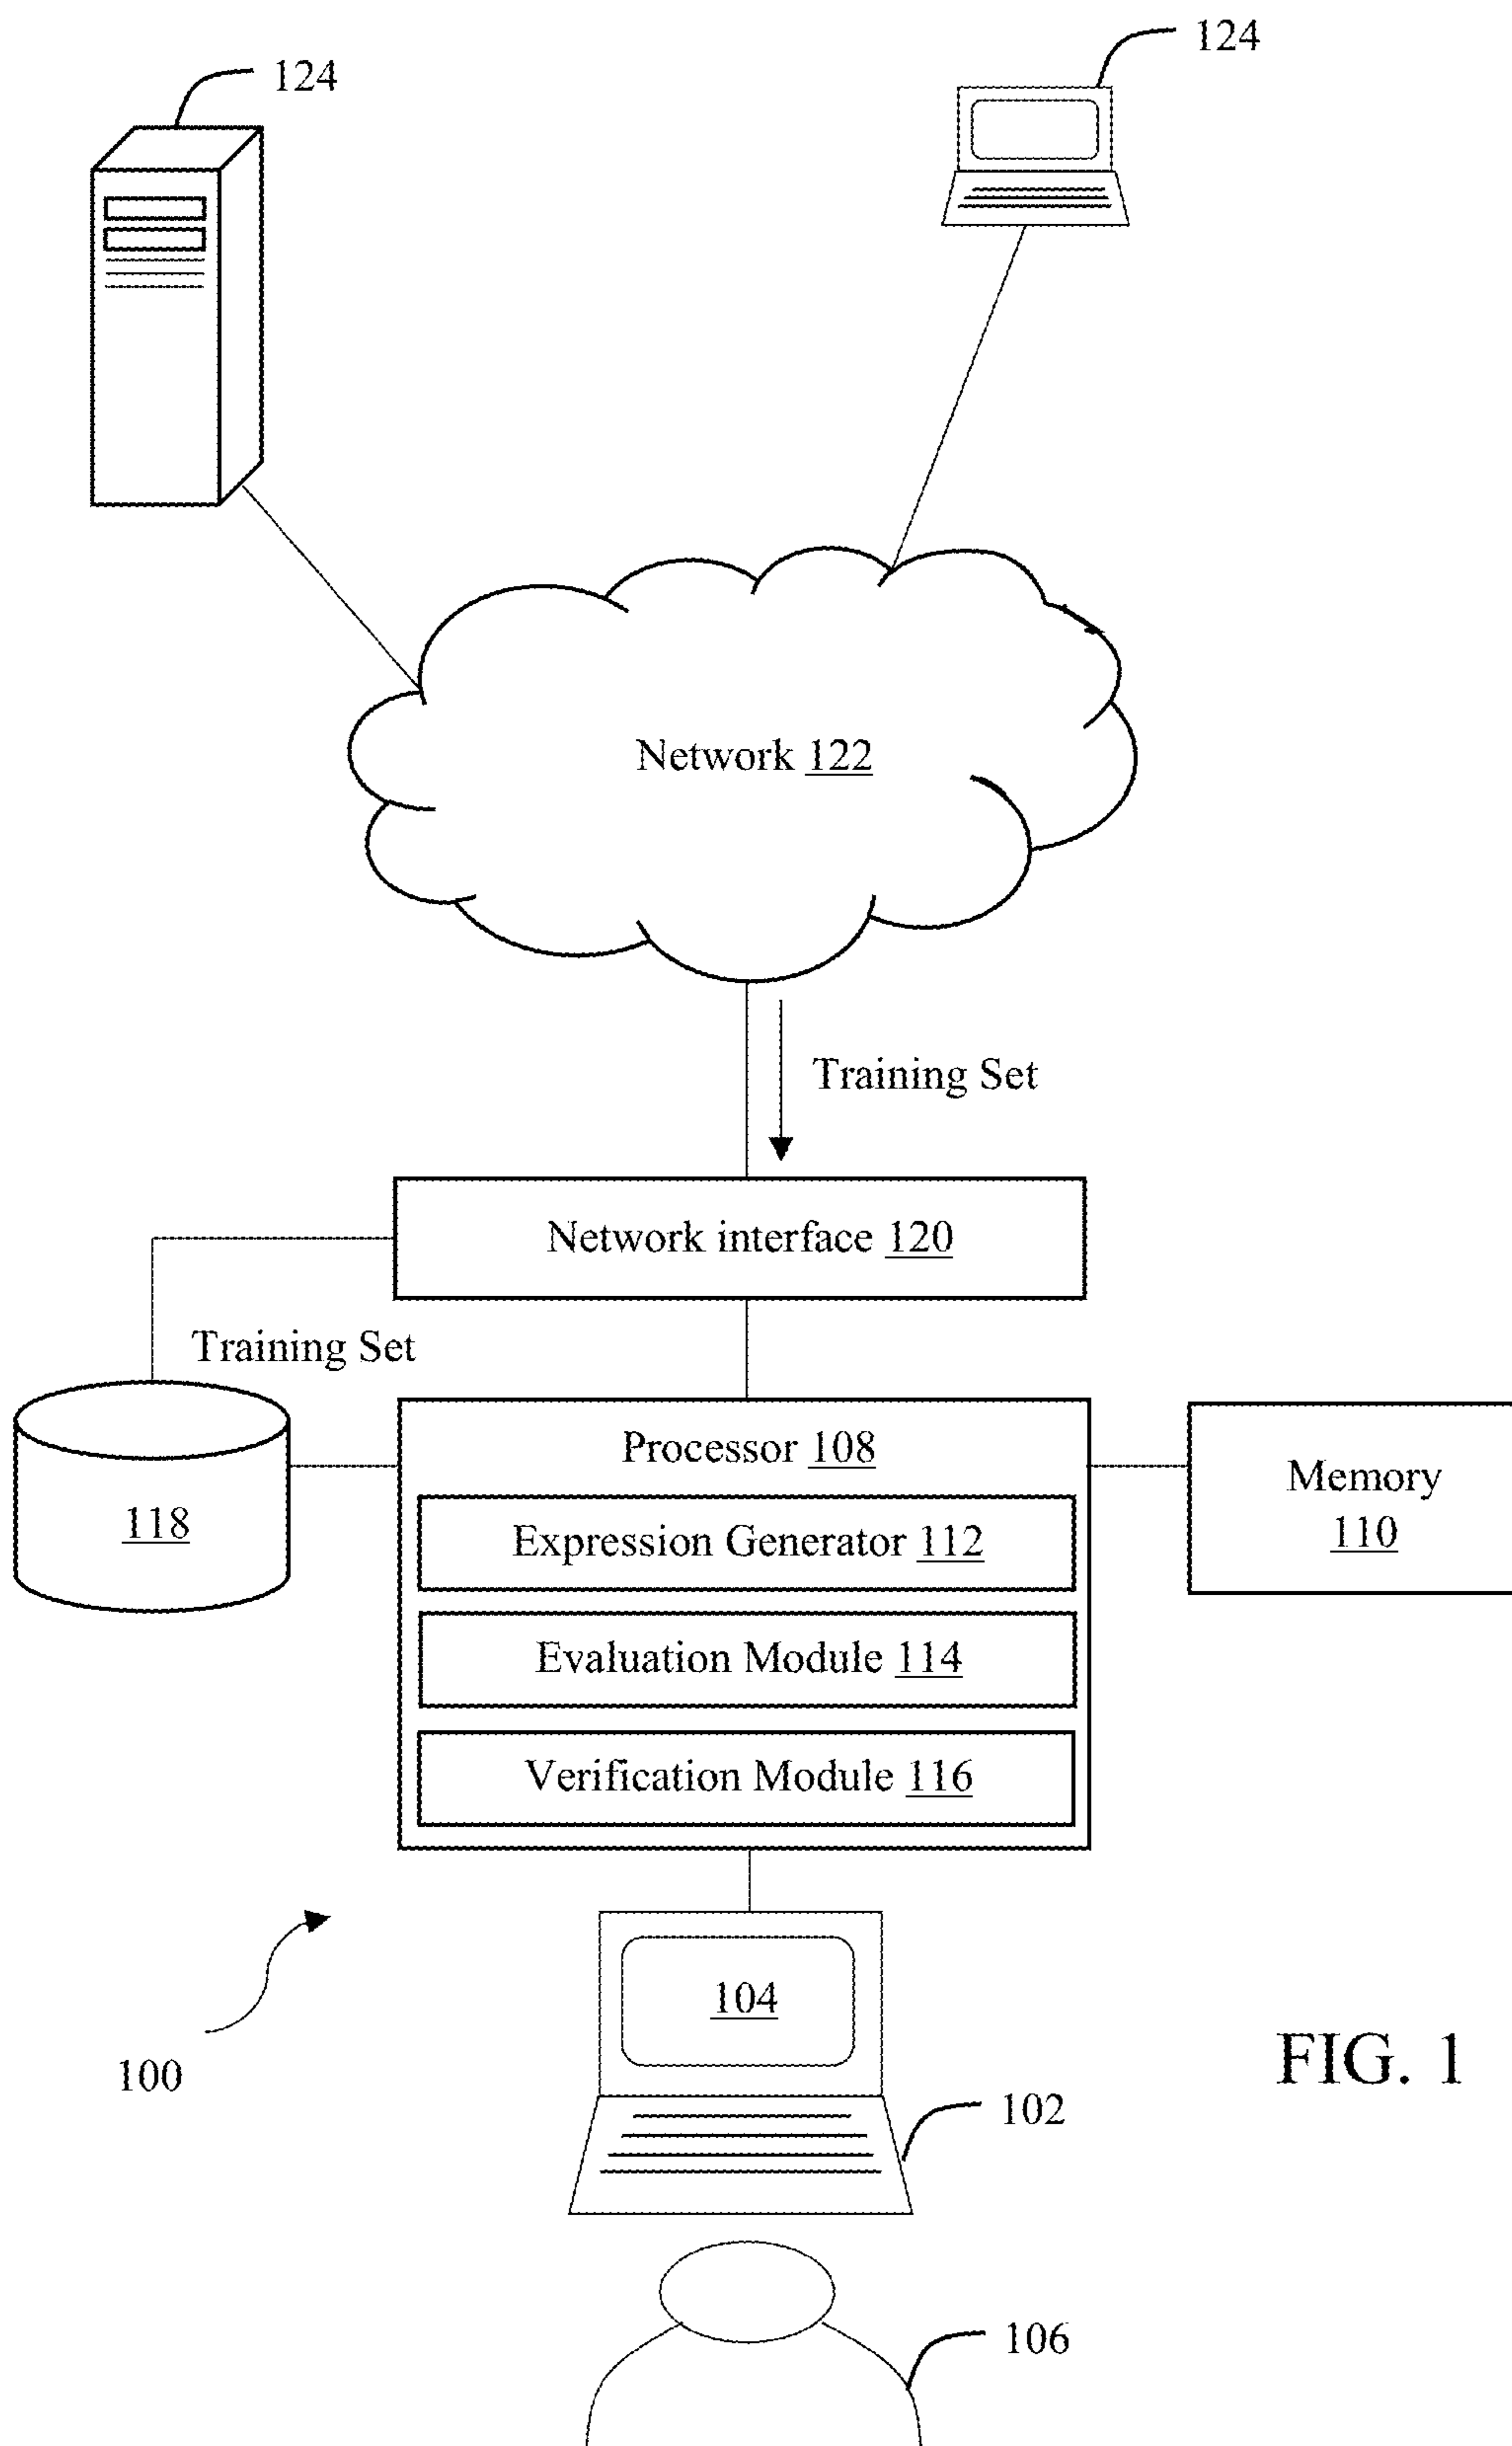 124
124
Network 122
Training Set
Network interface 120
Training Set
118
Processor 108
Expression Generator 112
Evaluation Module 114
Verification Module 116
Memory
110
104
100
102
FIG. 1
106